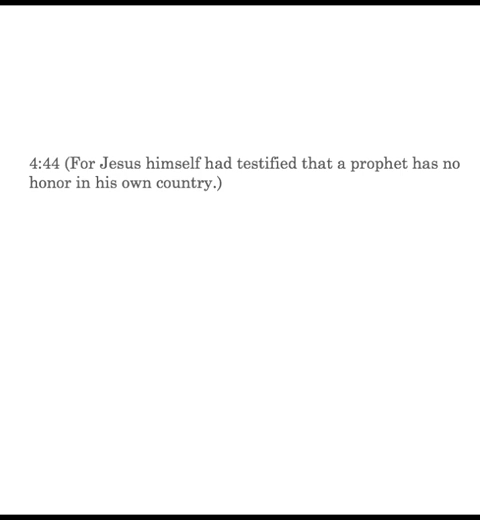 4:44 (For Jesus himself had testified that a prophet has no
honor in his own country.)